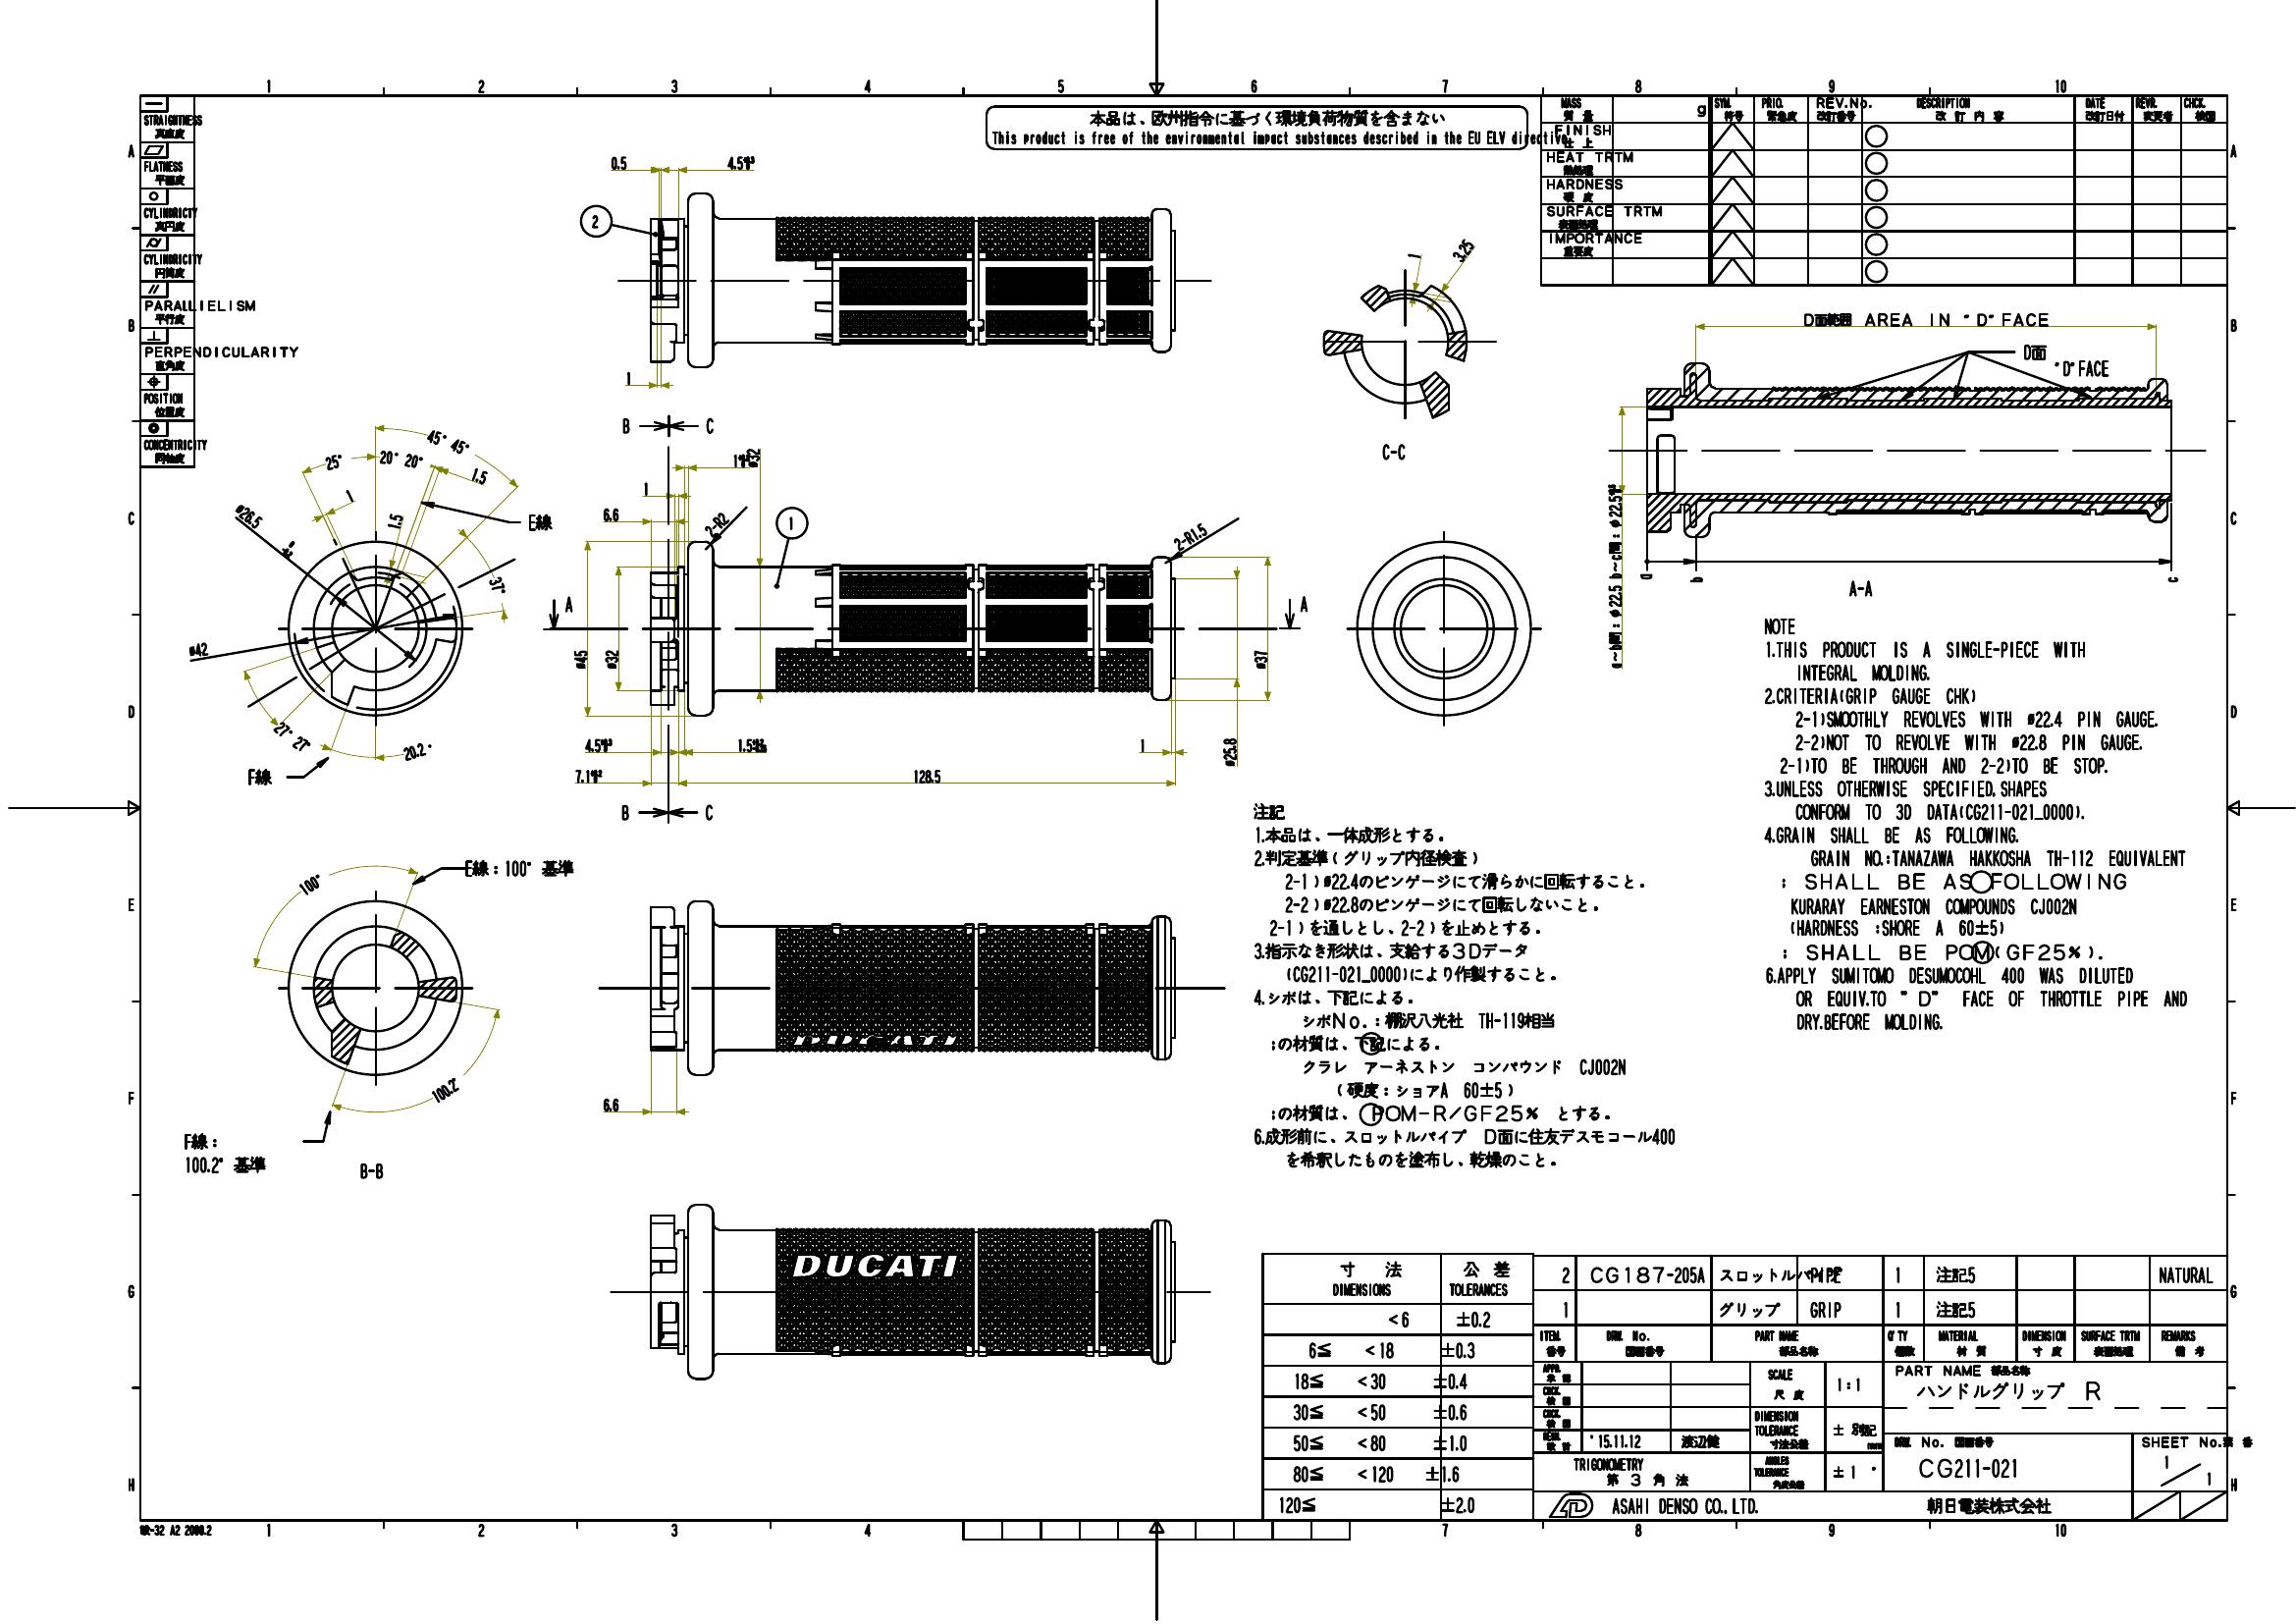 1 2 3 4 5 6 7 8 9 10
A B C D E F G H
STRAIGHTNESS
真直度
FLATNESS
平面度
CYLINDRICTY
真円度
CYLINDRICITY
円筒度
PARALLIELISM
平行度
PERPENDICULARITY
直角度
POSITION
位置度
CONCENTRICITY
同軸度
本品は、欧州指令に基づく環境負荷物質を含まない
This product is free of the environmental impact substances described in the EU ELV directive
MASS g SYM. PRIO. REV.No. DESCRIPTION DATE REVR. CHCK.
質量 符号 緊急度 改訂番号 改訂内容 改訂日付 変更者 検図
FINISH
仕上
HEAT TRTM
熱処理
HARDNESS
硬度
SURFACE TRTM
表面処理
IMPORTANCE
重要度
0.5
4.5
2
1
B C
1
3.25
C-C
D面範囲 AREA IN "D" FACE
D面
"D" FACE
a~b間:ø22.5 b~c間:ø22.5
a b c
A-A
45° 45°
25° 20° 20°
1.5
1
1.5
E線
ø26.5
37°
ø42
27° 27°
20.2°
F線
ø32
1
6.6
2-R2
1
2-R1.5
A A
ø45
ø32
ø37
ø25.8
4.5
1.5
1
7.1
128.5
B C
E線:100° 基準
100°
100.2°
F線:
100.2° 基準
B-B
DUCATI
6.6
DUCATI
NOTE
1.THIS PRODUCT IS A SINGLE-PIECE WITH
INTEGRAL MOLDING.
2.CRITERIA(GRIP GAUGE CHK)
2-1)SMOOTHLY REVOLVES WITH ø22.4 PIN GAUGE.
2-2)NOT TO REVOLVE WITH ø22.8 PIN GAUGE.
2-1)TO BE THROUGH AND 2-2)TO BE STOP.
3.UNLESS OTHERWISE SPECIFIED,SHAPES
CONFORM TO 3D DATA(CG211-021_0000).
4.GRAIN SHALL BE AS FOLLOWING.
GRAIN NO.:TANAZAWA HAKKOSHA TH-112 EQUIVALENT
: SHALL BE AS FOLLOWING
KURARAY EARNESTON COMPOUNDS CJ002N
(HARDNESS :SHORE A 60±5)
: SHALL BE POM(GF25%).
6.APPLY SUMITOMO DESUMOCOHL 400 WAS DILUTED
OR EQUIV.TO "D" FACE OF THROTTLE PIPE AND
DRY.BEFORE MOLDING.
注記
1.本品は、一体成形とする。
2.判定基準(グリップ内径検査)
2-1)ø22.4のピンゲージにて滑らかに回転すること。
2-2)ø22.8のピンゲージにて回転しないこと。
2-1)を通しとし、2-2)を止めとする。
3.指示なき形状は、支給する3Dデータ
(CG211-021_0000)により作製すること。
4.シボは、下記による。
シボNo.:棚沢八光社 TH-119相当
:の材質は、下記による。
クラレ アーネストン コンパウンド CJ002N
(硬度:ショアA 60±5)
:の材質は、POM-R/GF25% とする。
6.成形前に、スロットルパイプ D面に住友デスモコール400
を希釈したものを塗布し、乾燥のこと。
寸法 公差
DIMENSIONS TOLERANCES
<6 ±0.2
6≦ <18 ±0.3
18≦ <30 ±0.4
30≦ <50 ±0.6
50≦ <80 ±1.0
80≦ <120 ±1.6
120≦ ±2.0
2 CG187-205A スロットルパイプ PIPE 1 注記5 NATURAL
1 グリップ GRIP 1 注記5
ITEM. DRW. No. PART NAME Q'TY MATERIAL DIMENSION SURFACE TRTM REMARKS
番号 図面番号 部品名称 個数 材質 寸度 表面処理 備考
APPR.
承認
CHCK.
検図
CHCK.
検図
'15.11.12 渡辺健
SCALE
尺度
1:1
DIMENSION
TOLERANCE
寸法公差
± 別記
mm
TRIGONOMETRY
第3角法
ANGLES
TOLERANCE
角度公差
±1°
PART NAME 部品名称
ハンドルグリップ R
DRW. No. 図面番号
CG211-021
SHEET No.葉番
1/1
ASAHI DENSO CO.,LTD.
朝日電装株式会社
A2